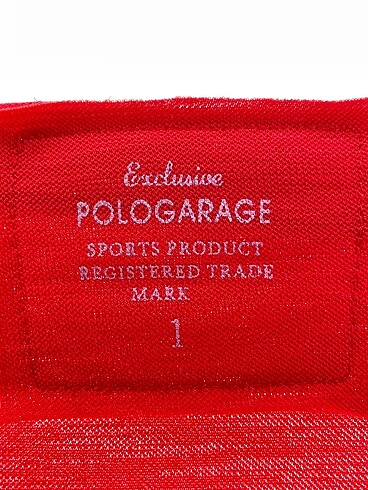 Exclusive
POLOGARAGE
SPORTS PRODUCT
REGISTERED TRADE
MARK
1